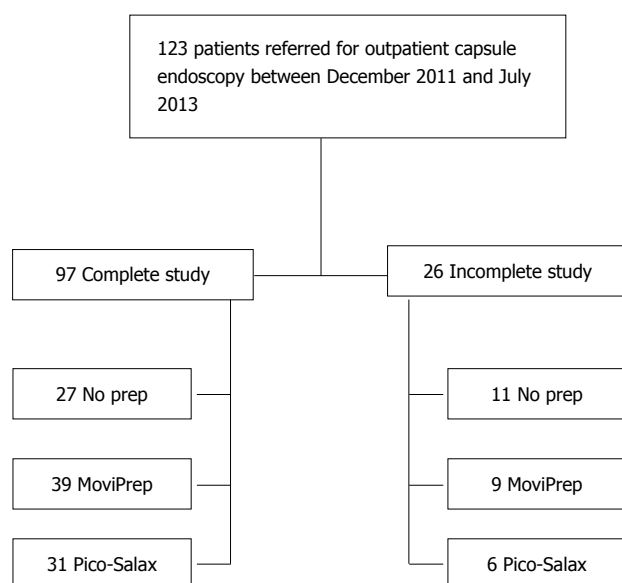 123 patients referred for outpatient capsule
endoscopy between December 2011 and July
2013
97 Complete study
26 Incomplete study
27 No prep
11 No prep
39 MoviPrep
9 MoviPrep
31 Pico-Salax
6 Pico-Salax